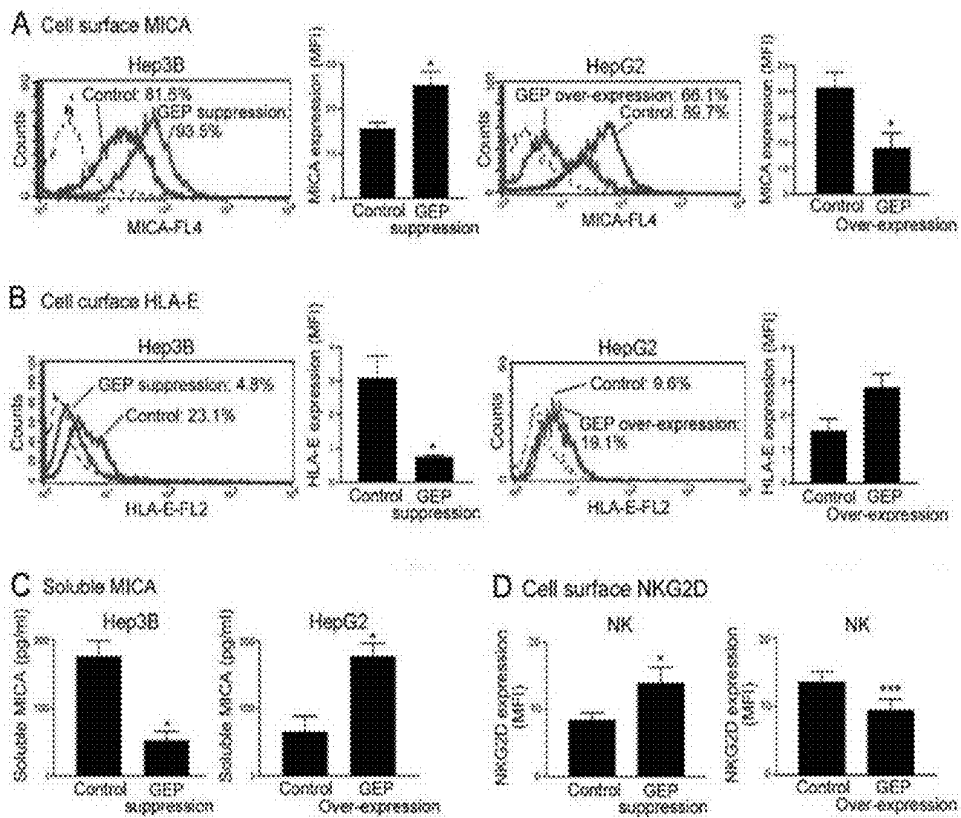 A Cell surface MICA
Hep3B
Control: 81.5%
GEP suppression:
93.5%
Counts
MICA-FL4
MICA expression (MFI)
*
Control
GEP
suppression
HepG2
GEP over-expression: 66.1%
Control: 89.7%
Counts
MICA-FL4
MICA expression (MFI)
*
Control
GEP
Over-expression
B Cell curface HLA-E
Hep3B
GEP suppression: 4.8%
Control: 23.1%
Counts
HLA-E-FL2
HLA-E expression (MFI)
*
Control
GEP
suppression
HepG2
Control: 9.6%
GEP over-expression:
19.1%
Counts
HLA-E-FL2
HLA-E expression (MFI)
Control
GEP
Over-expression
C Soluble MICA
Hep3B
Soluble MICA (pg/ml)
*
Control
GEP
suppression
HepG2
Soluble MICA (pg/ml)
*
Control
GEP
Over-expression
D Cell surface NKG2D
NK
NKG2D expression
(MFI)
*
Control
GEP
suppression
NK
NKG2D expression
(MFI)
***
Control
GEP
Over-expression